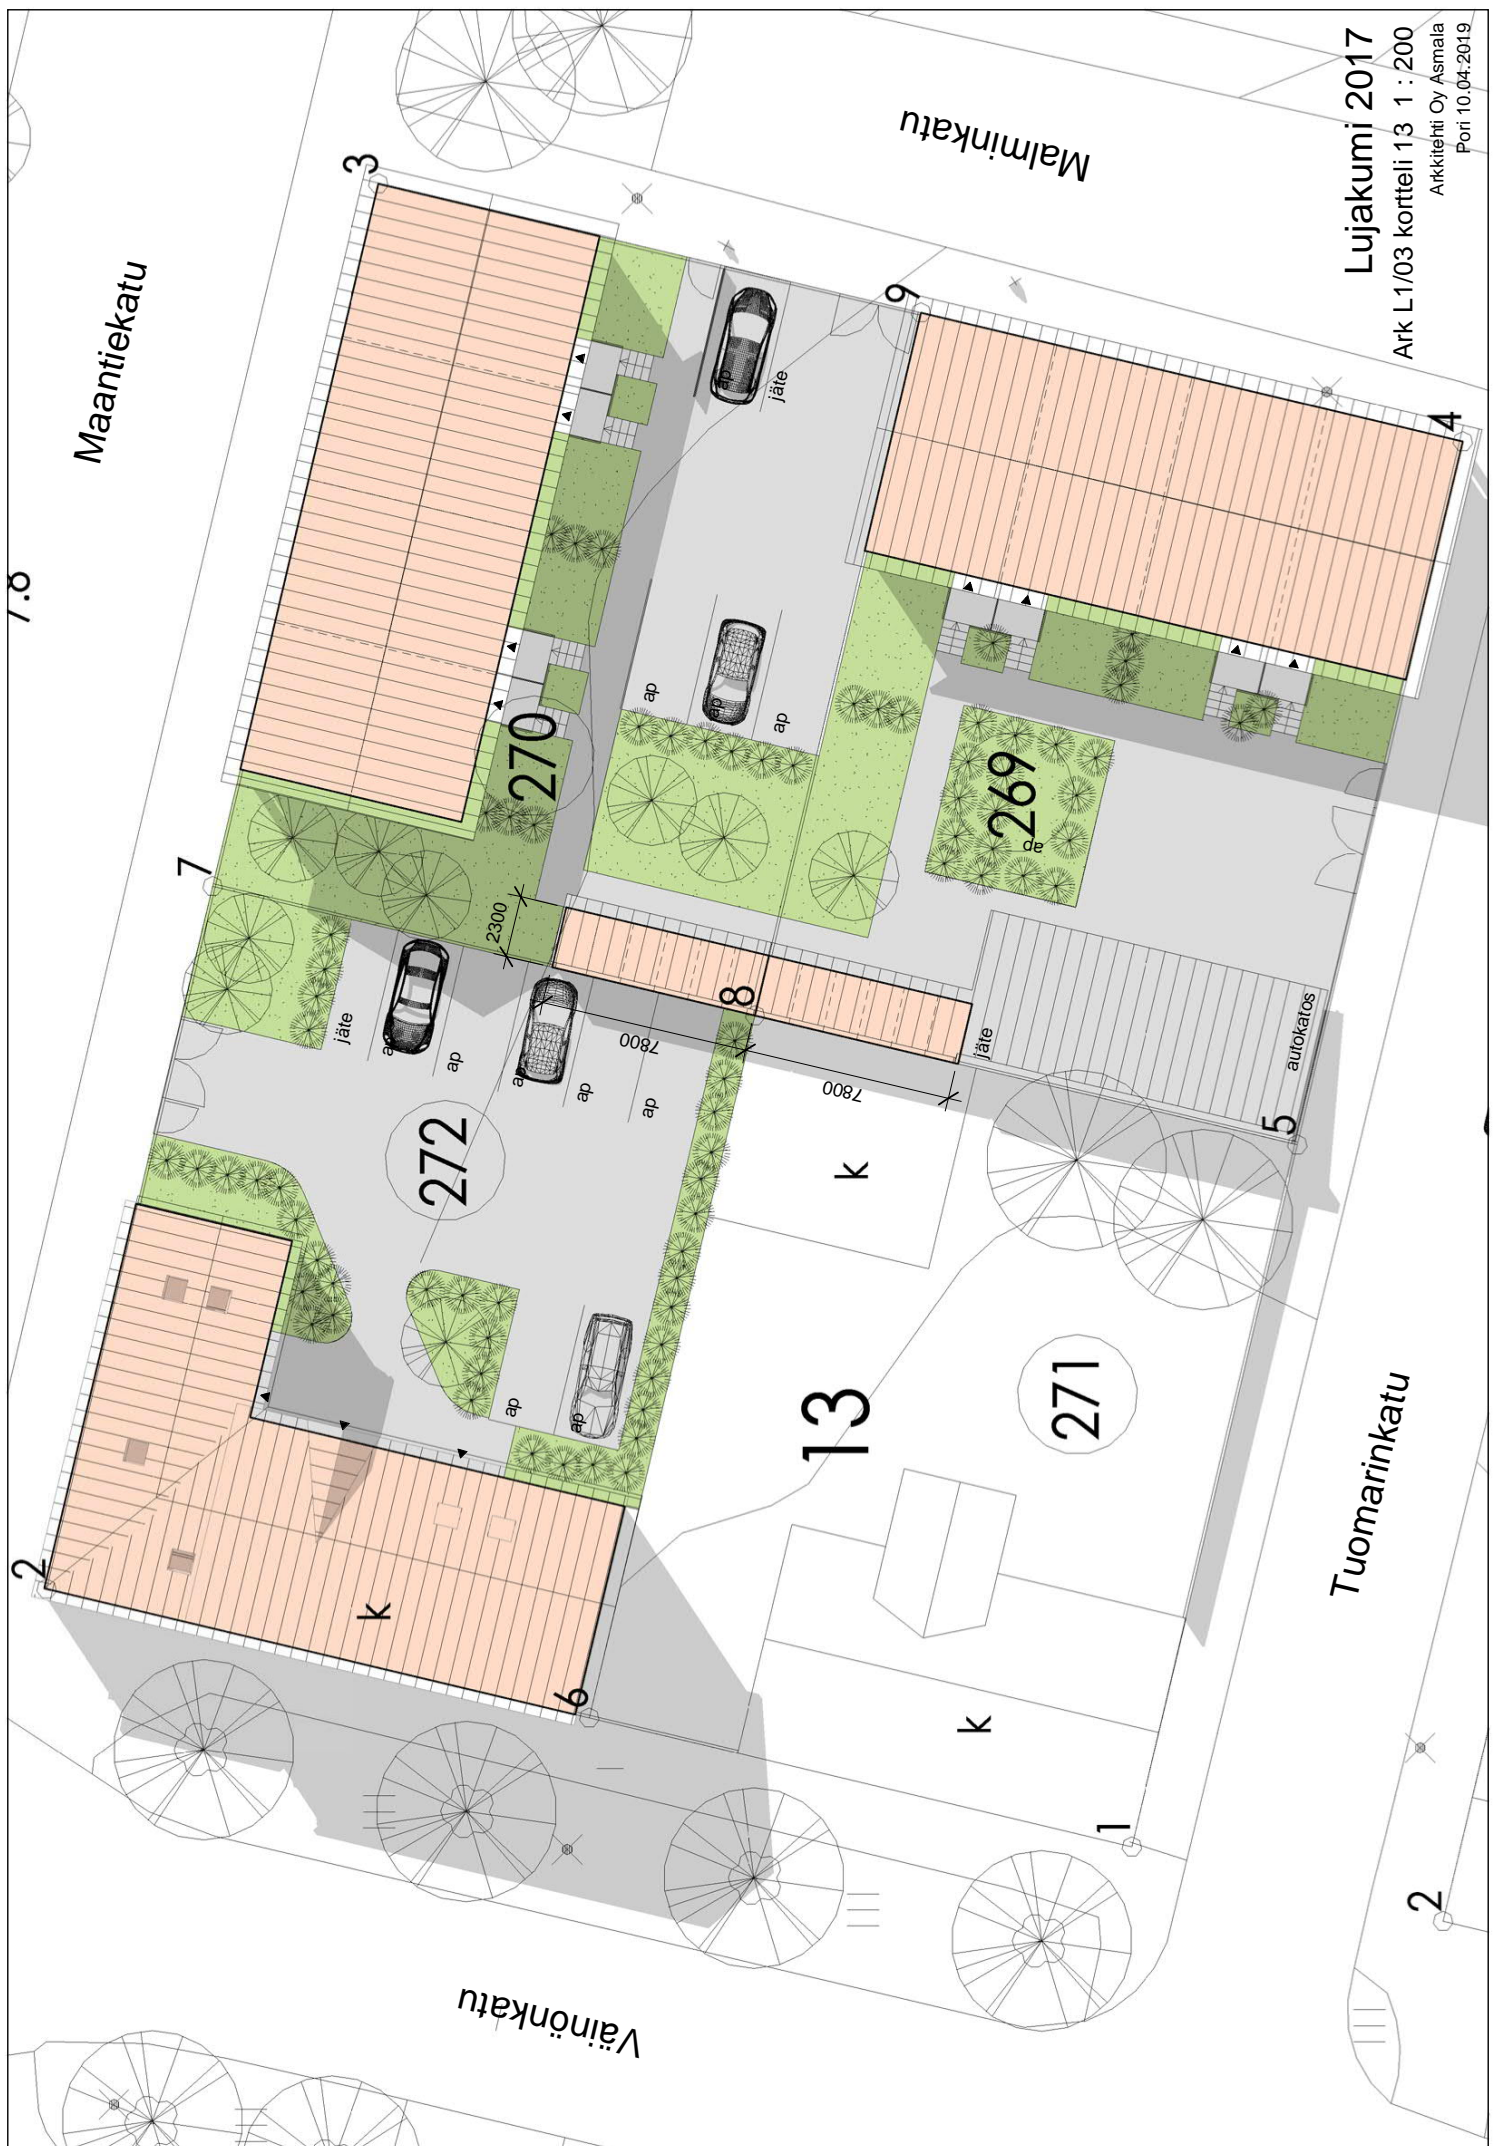 Lujakumi 2017
Ark L1/03 kortteli 13 1 : 200
Arkkitehti Oy Asmala
Pori 10.04.2019
Maantiekatu
Malminkatu
Tuomarinkatu
Väinönkatu
7.8
3
9
4
7
8
5
2
6
1
2
270
269
272
271
13
k
k
k
2300
7800
7800
ap
jäte
ap
ap
ap
ap
jäte
ap
ap
ap
ap
ap
ap
ap
jäte
autokatos